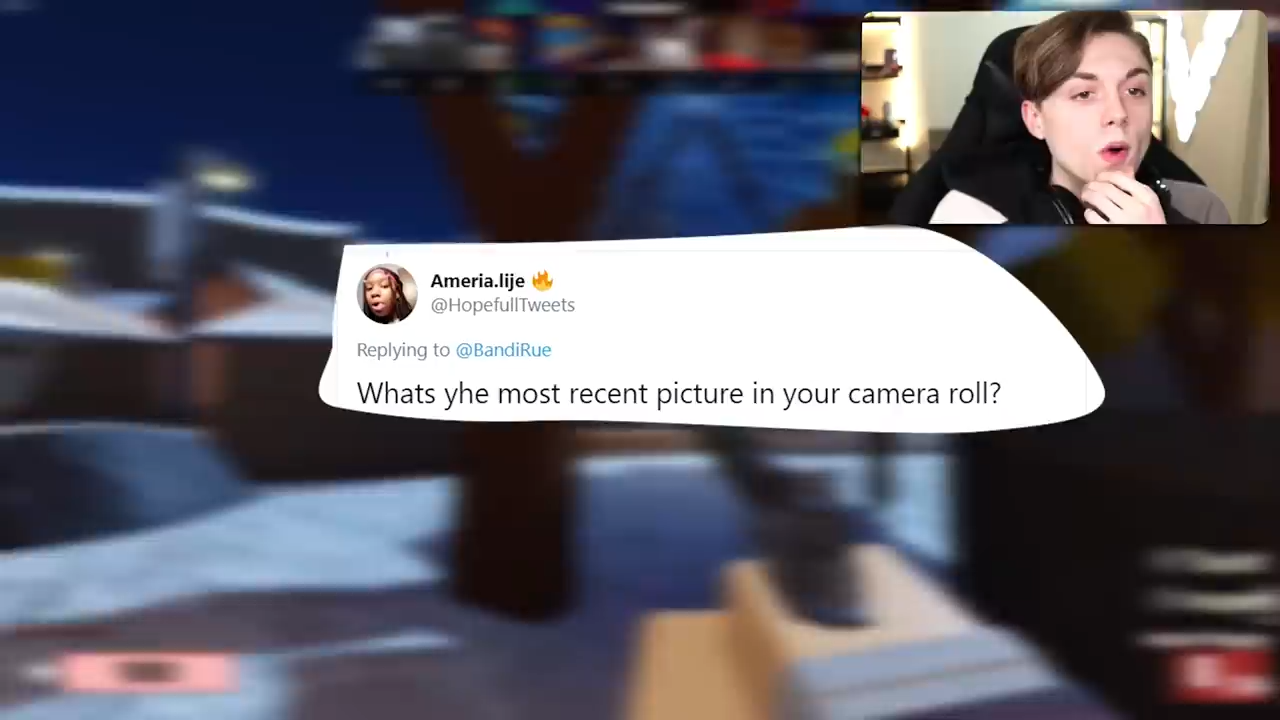 Ameria.lije 🔥
@HopefullTweets
Replying to @BandiRue
Whats yhe most recent picture in your camera roll?